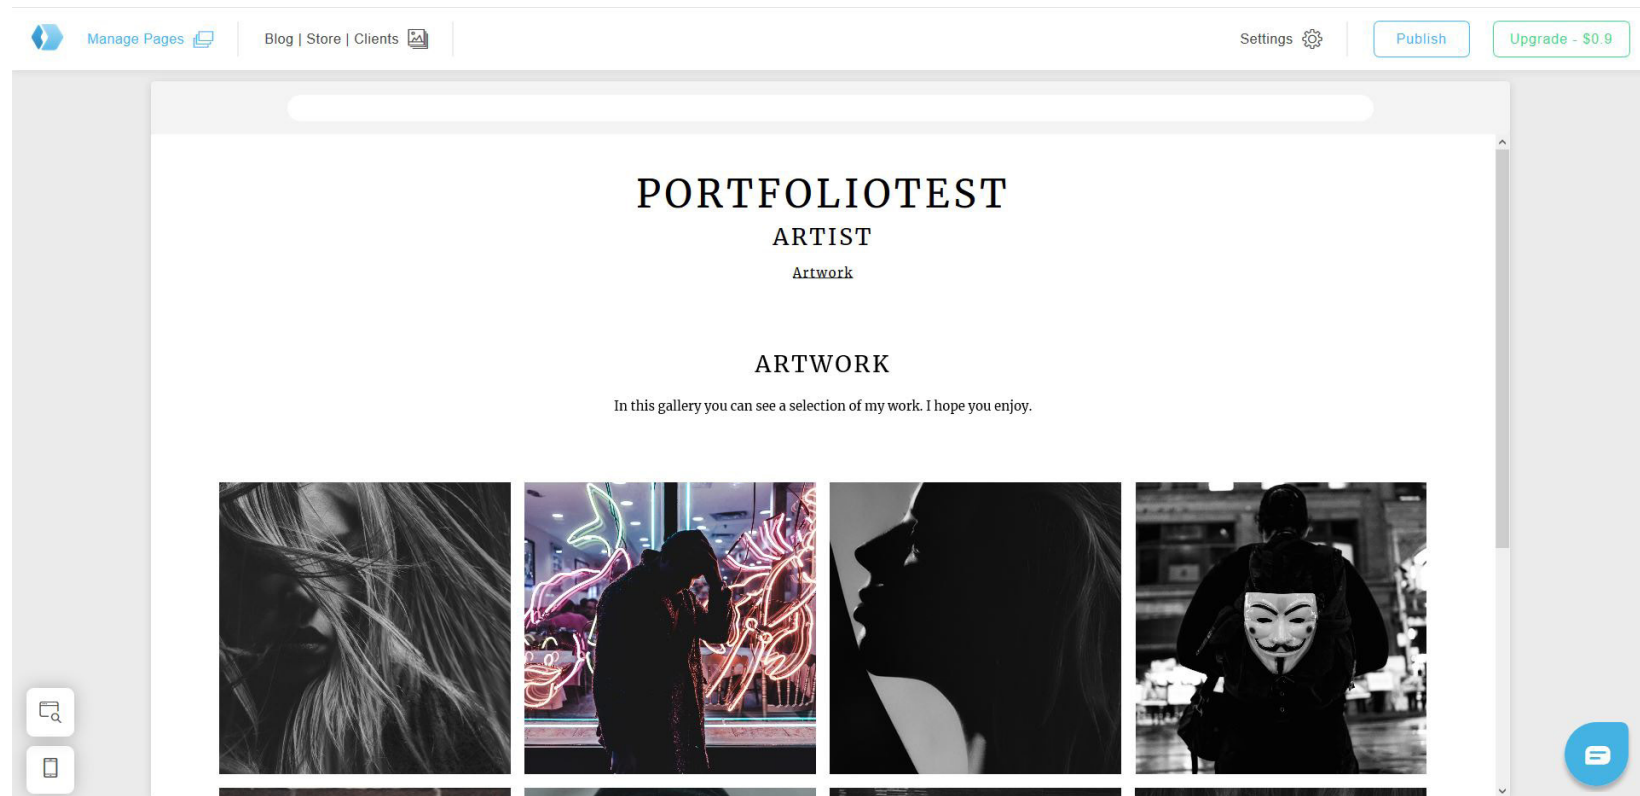 Manage Pages
Blog | Store | Clients
Settings
Publish
Upgrade - $0.9
PORTFOLIOTEST
ARTIST
Artwork
ARTWORK
In this gallery you can see a selection of my work. I hope you enjoy.